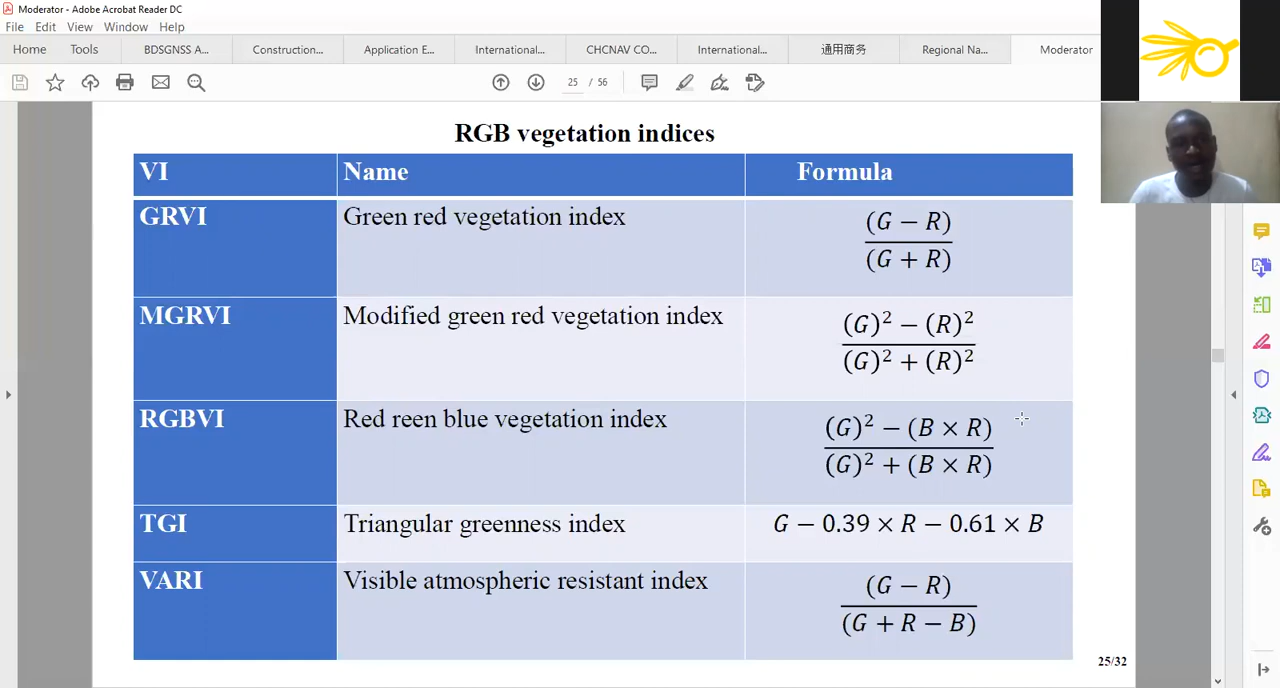 Moderator - Adobe Acrobat Reader DC
File Edit View Window Help
Home Tools BDSGNSS A... Construction... Application E... International... CHCNAV CO... International... 通用商务 Regional Na... Moderator
25 / 56
RGB vegetation indices
VI Name Formula
GRVI Green red vegetation index (G − R) / (G + R)
MGRVI Modified green red vegetation index (G)² − (R)² / (G)² + (R)²
RGBVI Red reen blue vegetation index (G)² − (B × R) / (G)² + (B × R)
TGI Triangular greenness index G − 0.39 × R − 0.61 × B
VARI Visible atmospheric resistant index (G − R) / (G + R − B)
25/32